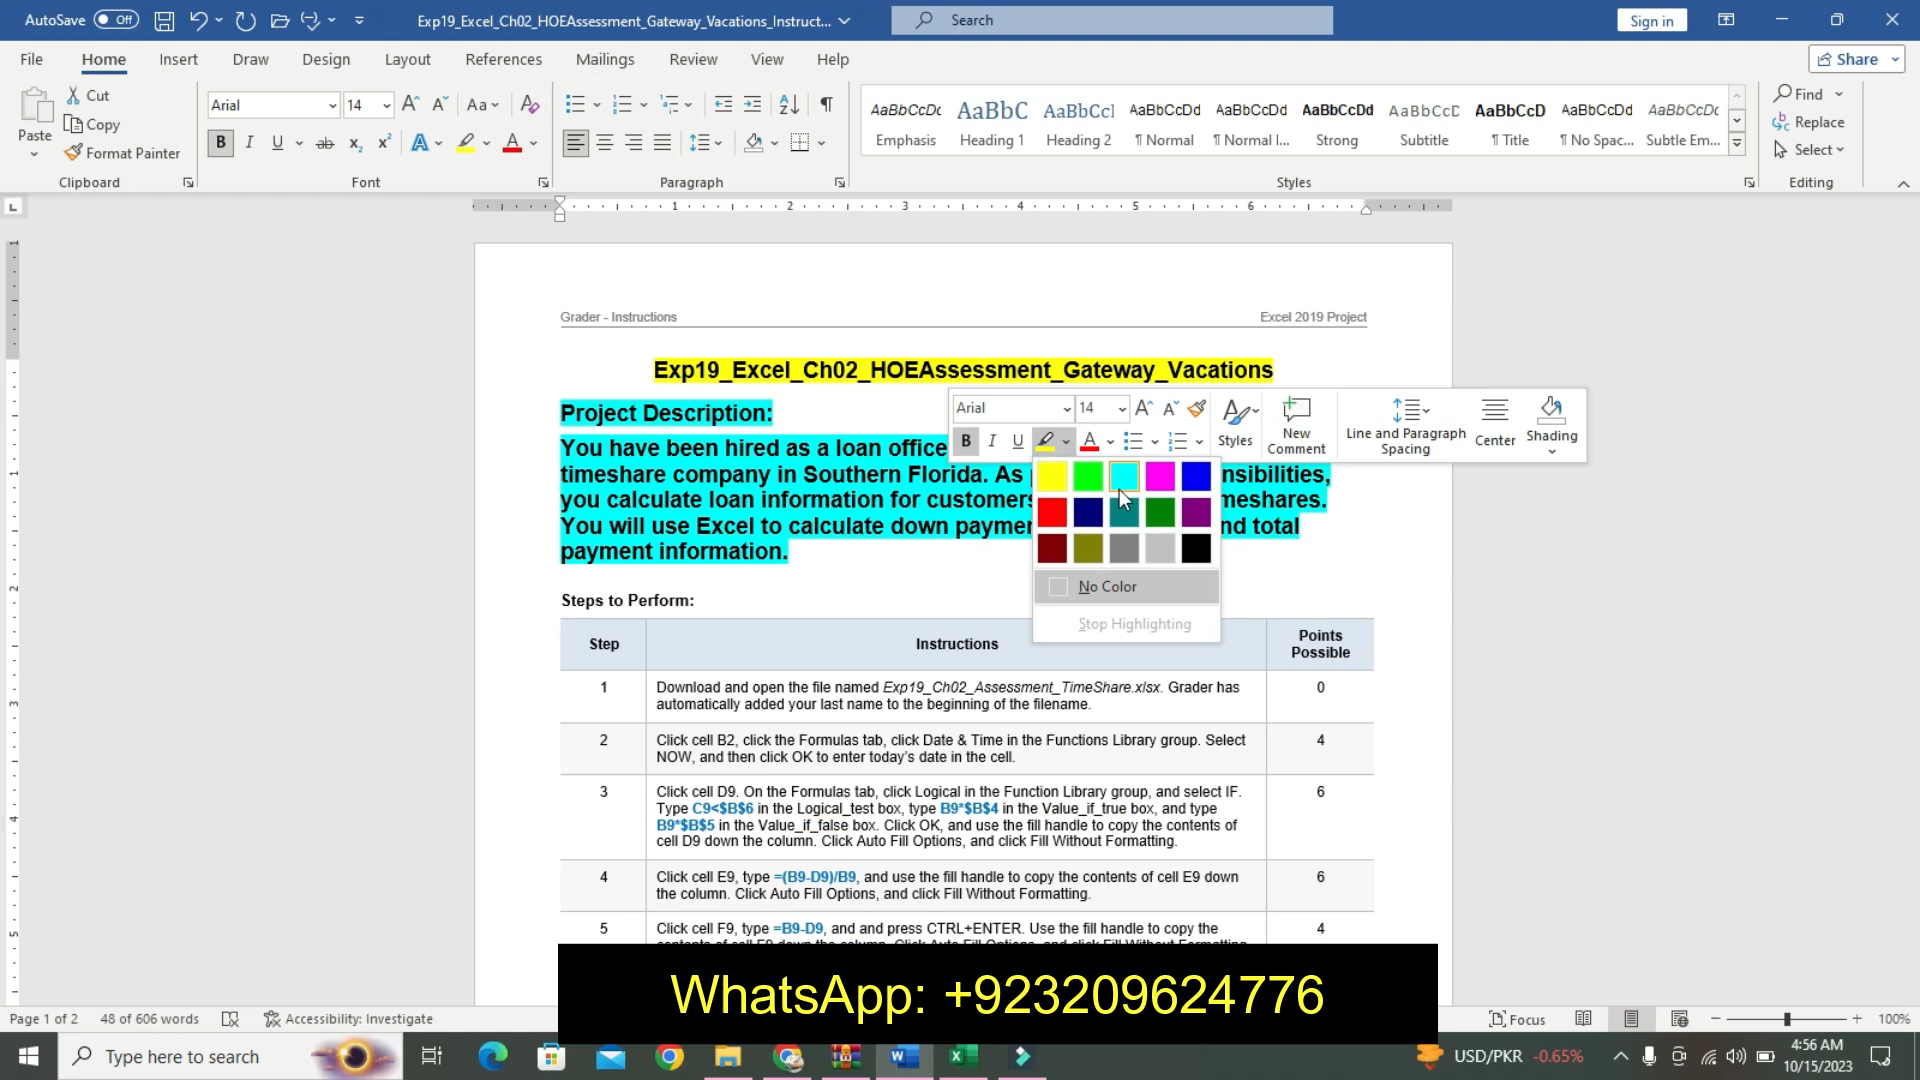 AutoSave Off Exp19_Excel_Ch02_HOEAssessment_Gateway_Vacations_Instruct... Search Sign in
File Home Insert Draw Design Layout References Mailings Review View Help Share
Paste Cut Copy Format Painter Clipboard
Arial 14 Aa Font
Paragraph
AaBbCcDc AaBbC AaBbCcI AaBbCcDd AaBbCcDd AaBbCcDd AaBbCcD AaBbCcD AaBbCcDd AaBbCcDc
Emphasis Heading 1 Heading 2 ¶ Normal ¶ Normal I... Strong Subtitle ¶ Title ¶ No Spac... Subtle Em...
Styles
Find Replace Select Editing
1 2 3 4 5 6
Grader - Instructions Excel 2019 Project
Exp19_Excel_Ch02_HOEAssessment_Gateway_Vacations
Project Description:
You have been hired as a loan office
timeshare company in Southern Florida. As nsibilities,
you calculate loan information for customers meshares.
You will use Excel to calculate down paymen nd total
payment information.
Arial 14
Styles New Comment Line and Paragraph Spacing Center Shading
No Color
Stop Highlighting
Steps to Perform:
Step Instructions Points Possible
1 Download and open the file named Exp19_Ch02_Assessment_TimeShare.xlsx. Grader has 0
automatically added your last name to the beginning of the filename.
2 Click cell B2, click the Formulas tab, click Date & Time in the Functions Library group. Select 4
NOW, and then click OK to enter today's date in the cell.
3 Click cell D9. On the Formulas tab, click Logical in the Function Library group, and select IF. 6
Type C9<$B$6 in the Logical_test box, type B9*$B$4 in the Value_if_true box, and type
B9*$B$5 in the Value_if_false box. Click OK, and use the fill handle to copy the contents of
cell D9 down the column. Click Auto Fill Options, and click Fill Without Formatting.
4 Click cell E9, type =(B9-D9)/B9, and use the fill handle to copy the contents of cell E9 down 6
the column. Click Auto Fill Options, and click Fill Without Formatting.
5 Click cell F9, type =B9-D9, and and press CTRL+ENTER. Use the fill handle to copy the 4
WhatsApp: +923209624776
Page 1 of 2 48 of 606 words Accessibility: Investigate Focus 100%
Type here to search USD/PKR -0.65% 4:56 AM
10/15/2023